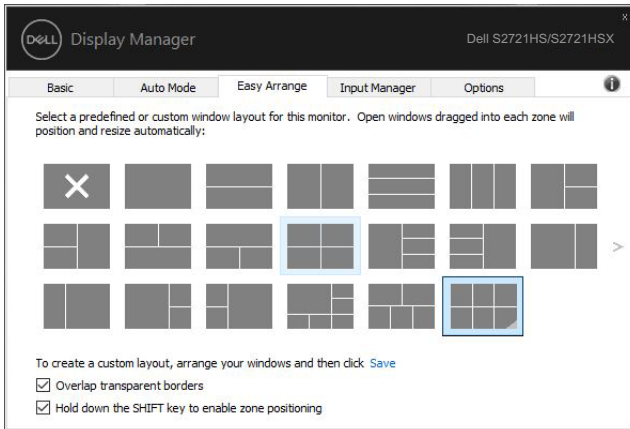 x
DELL Display Manager
Dell S2721HS/S2721HSX
Basic Auto Mode Easy Arrange Input Manager Options
Select a predefined or custom window layout for this monitor. Open windows dragged into each zone will
position and resize automatically:
To create a custom layout, arrange your windows and then click Save
Overlap transparent borders
Hold down the SHIFT key to enable zone positioning